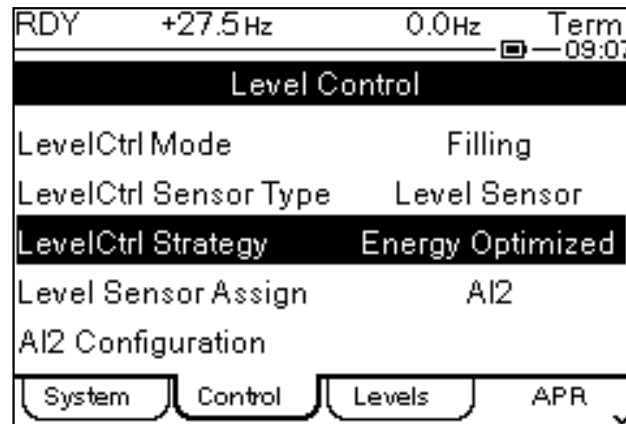 RDY +27.5Hz 0.0Hz Term
09:07
Level Control
LevelCtrl Mode Filling
LevelCtrl Sensor Type Level Sensor
LevelCtrl Strategy Energy Optimized
Level Sensor Assign AI2
AI2 Configuration
System Control Levels APR